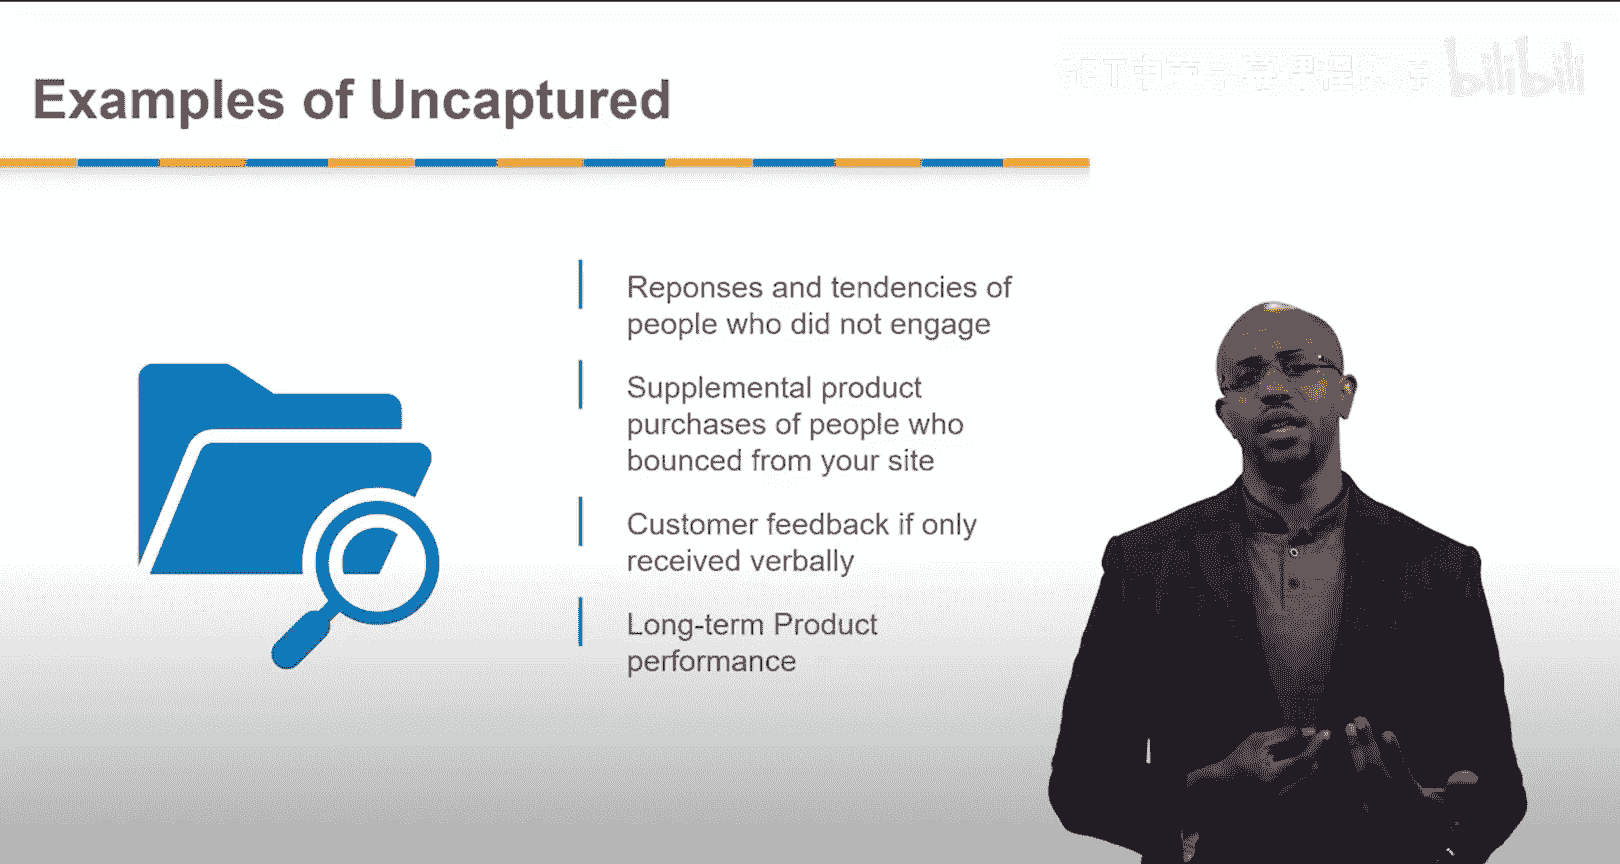 bilibili
Examples of Uncaptured
Reponses and tendencies of
people who did not engage
Supplemental product
purchases of people who
bounced from your site
Customer feedback if only
received verbally
Long-term Product
performance